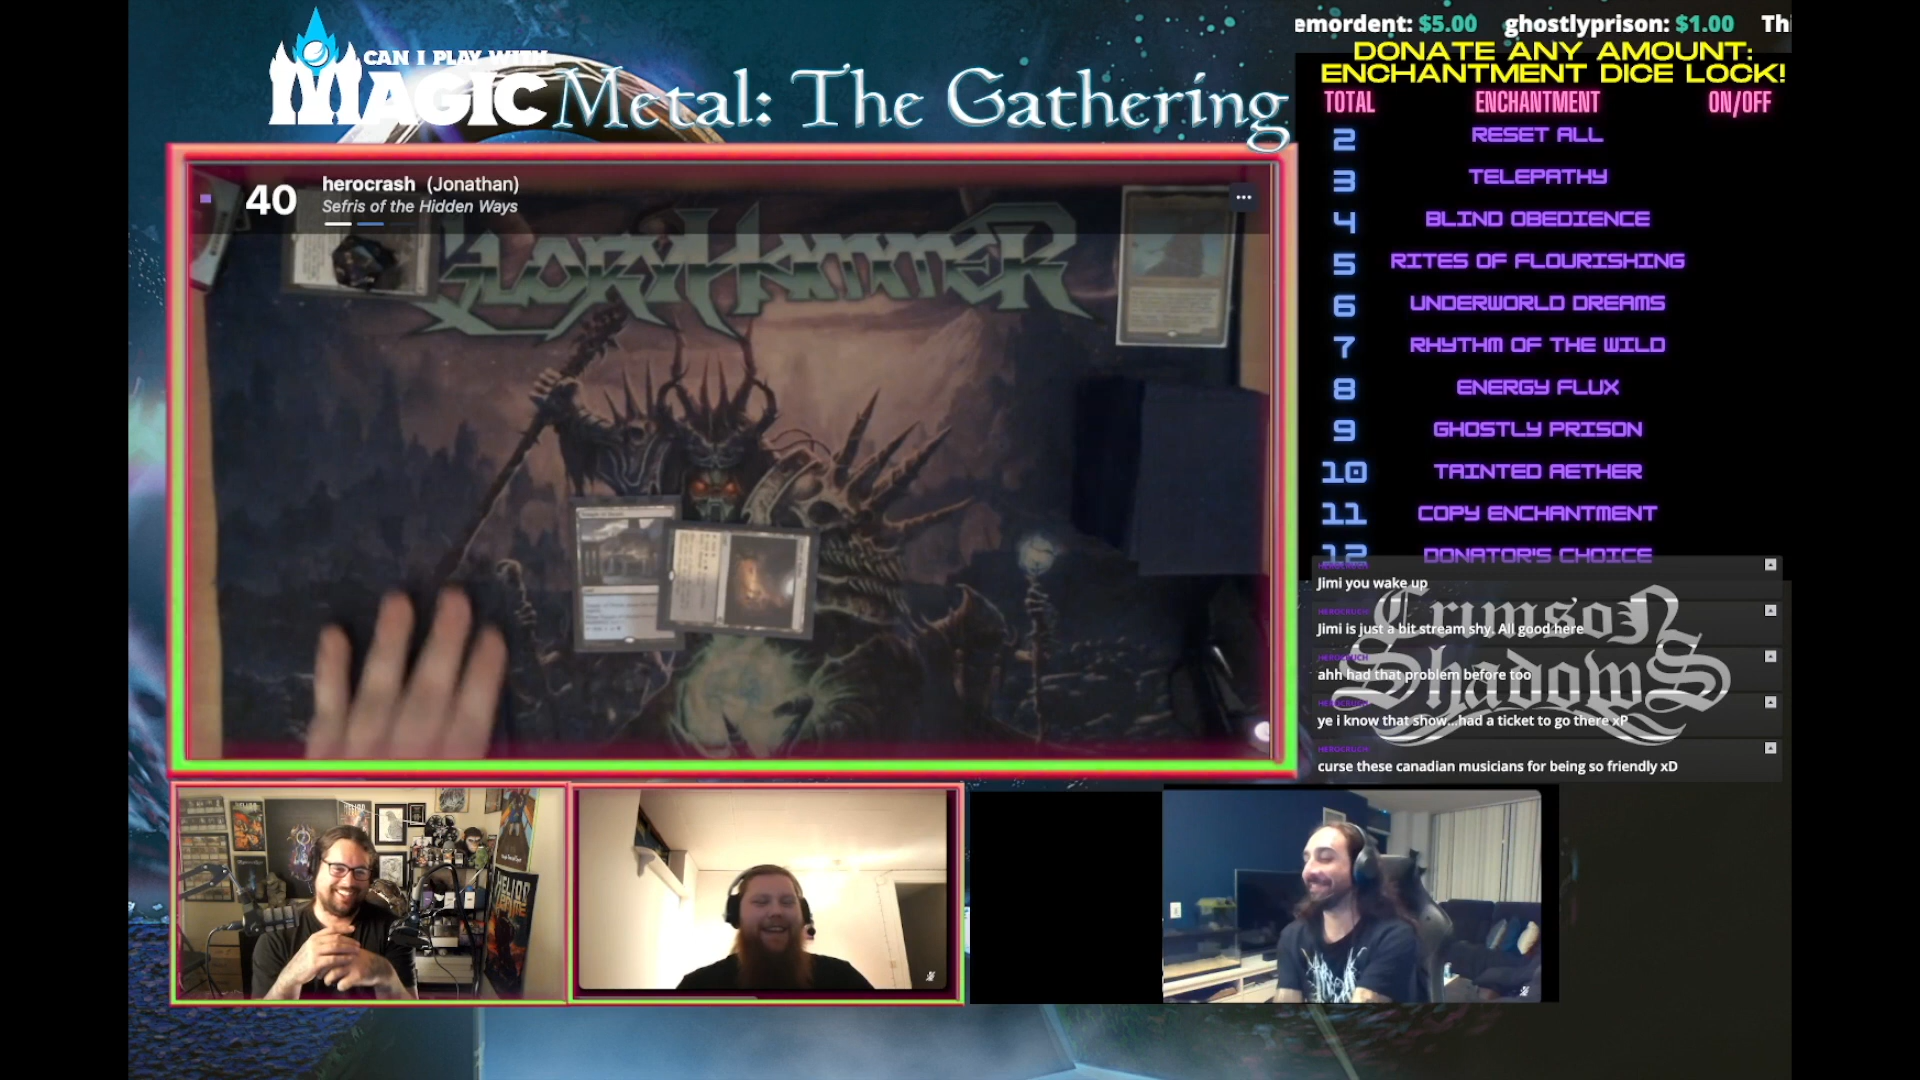 emordent: $5.00 ghostlyprison: $1.00 Thi
DONATE ANY AMOUNT:
ENCHANTMENT DICE LOCK!
CAN I PLAY WITH
MAGIC
Metal: The Gathering
TOTAL ENCHANTMENT ON/OFF
2 RESET ALL
3 TELEPATHY
4 BLIND OBEDIENCE
5 RITES OF FLOURISHING
6 UNDERWORLD DREAMS
7 RHYTHM OF THE WILD
8 ENERGY FLUX
9 GHOSTLY PRISON
10 TAINTED AETHER
11 COPY ENCHANTMENT
12 DONATOR'S CHOICE
40
herocrash (Jonathan)
Sefris of the Hidden Ways
GLORYHAMMER
Jimi you wake up
Jimi is just a bit stream shy. All good here
ahh had that problem before too
ye i know that show...had a ticket to go there xP
curse these canadian musicians for being so friendly xD
Crimson
Shadows
HELION
PRIME